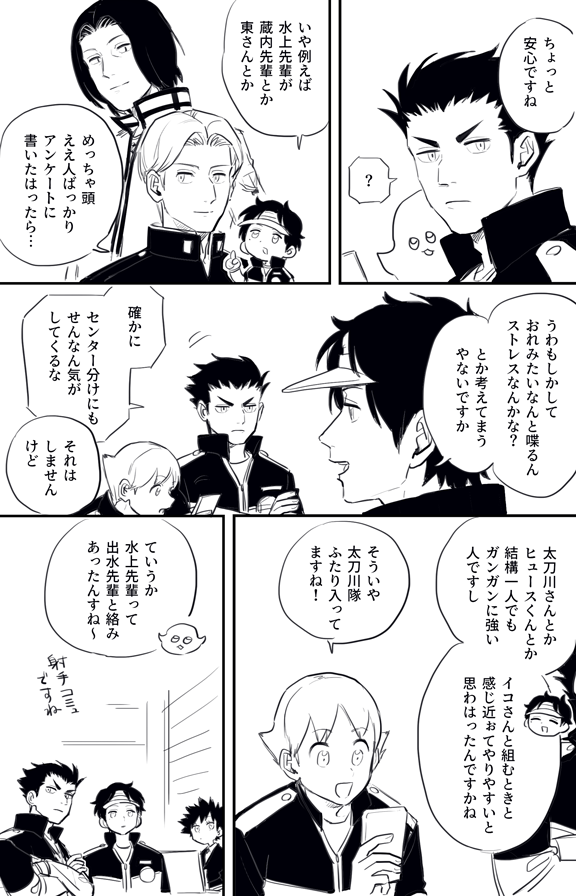 ちょっと
安心ですね
?
いや例えば
水上先輩が
蔵内先輩とか
東さんとか
めっちゃ頭
ええ人ばっかり
アンケートに
書いたはったら…
うわもしかして
おれみたいなんと喋るん
ストレスなんかな?
とか考えてまう
やないですか
確かに
センター分けにも
せんなん気が
してくるな
それは
しません
けど
太刀川さんとか
ヒュースくんとか
結構一人でも
ガンガンに強い
人ですし
イコさんと組むときと
感じ近ぉてやりやすいと
思わはったんですかね
そういや
太刀川隊
ふたり入って
ますね!
ていうか
水上先輩って
出水先輩と絡み
あったんすね～
射手コミュ
ですね